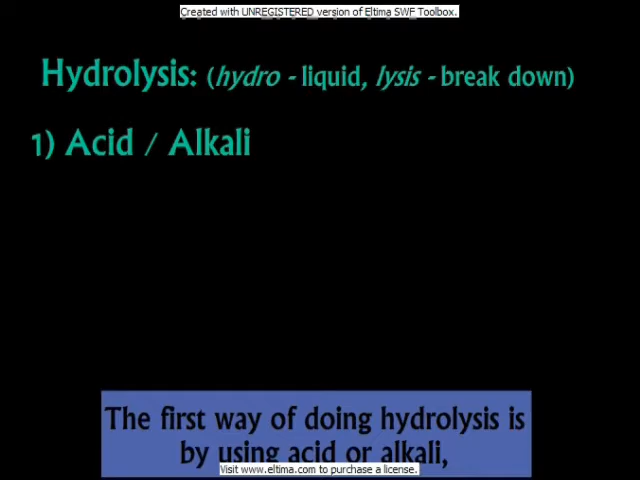 Created with UNREGISTERED version of Eltima SWF Toolbox.
Hydrolysis: (hydro - liquid, lysis - break down)
1) Acid / Alkali
The first way of doing hydrolysis is
by using acid or alkali,
Visit www.eltima.com to purchase a license.